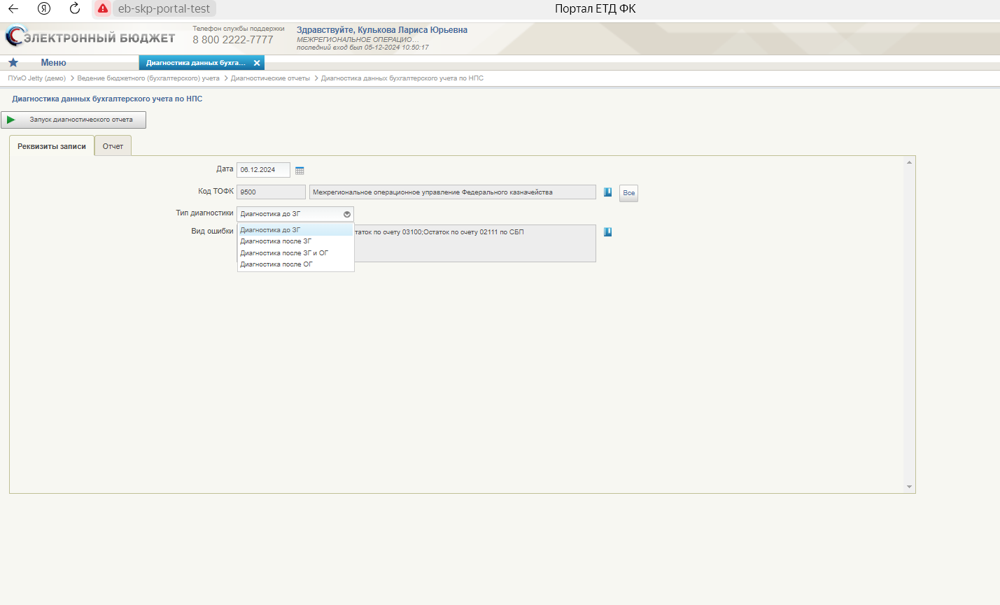 Я
eb-skp-portal-test
Портал ЕТД ФК
ЭЛЕКТРОННЫЙ БЮДЖЕТ
Телефон службы поддержки
8 800 2222-7777
Здравствуйте, Кулькова Лариса Юрьевна
МЕЖРЕГИОНАЛЬНОЕ ОПЕРАЦИО...
последний вход был 05-12-2024 10:50:17
Меню
Диагностика данных бухга...
ПУиО Jetty (демо) > Ведение бюджетного (бухгалтерского) учета > Диагностические отчеты > Диагностика данных бухгалтерского учета по НПС
Диагностика данных бухгалтерского учета по НПС
Запуск диагностического отчета
Реквизиты записи
Отчет
Дата 06.12.2024
Код ТОФК 9500 Межрегиональное операционное управление Федерального казначейства Все
Тип диагностики Диагностика до ЗГ
Вид ошибки таток по счету 03100;Остаток по счету 02111 по СБП
Диагностика до ЗГ
Диагностика после ЗГ
Диагностика после ЗГ и ОГ
Диагностика после ОГ